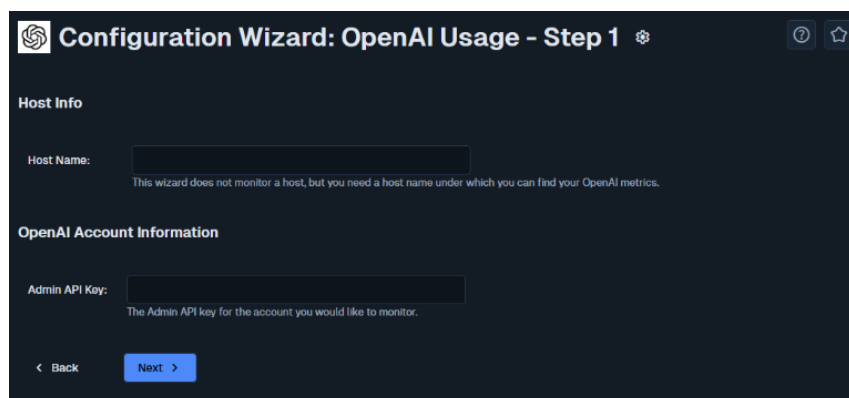 Configuration Wizard: OpenAI Usage - Step 1
Host Info
Host Name:
This wizard does not monitor a host, but you need a host name under which you can find your OpenAI metrics.
OpenAI Account Information
Admin API Key:
The Admin API key for the account you would like to monitor.
< Back Next >